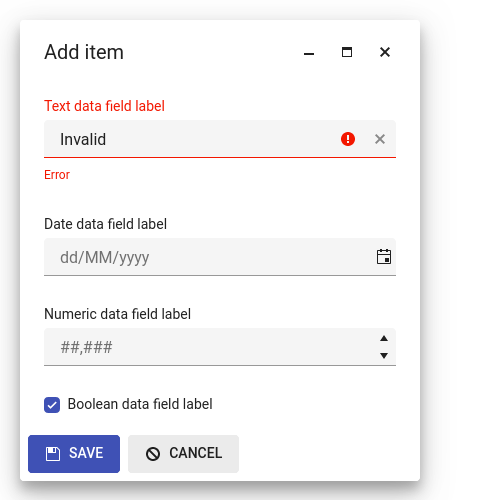 Add item
Text data field label
Invalid
Error
Date data field label
dd/MM/yyyy
Numeric data field label
##,###
Boolean data field label
SAVE
CANCEL